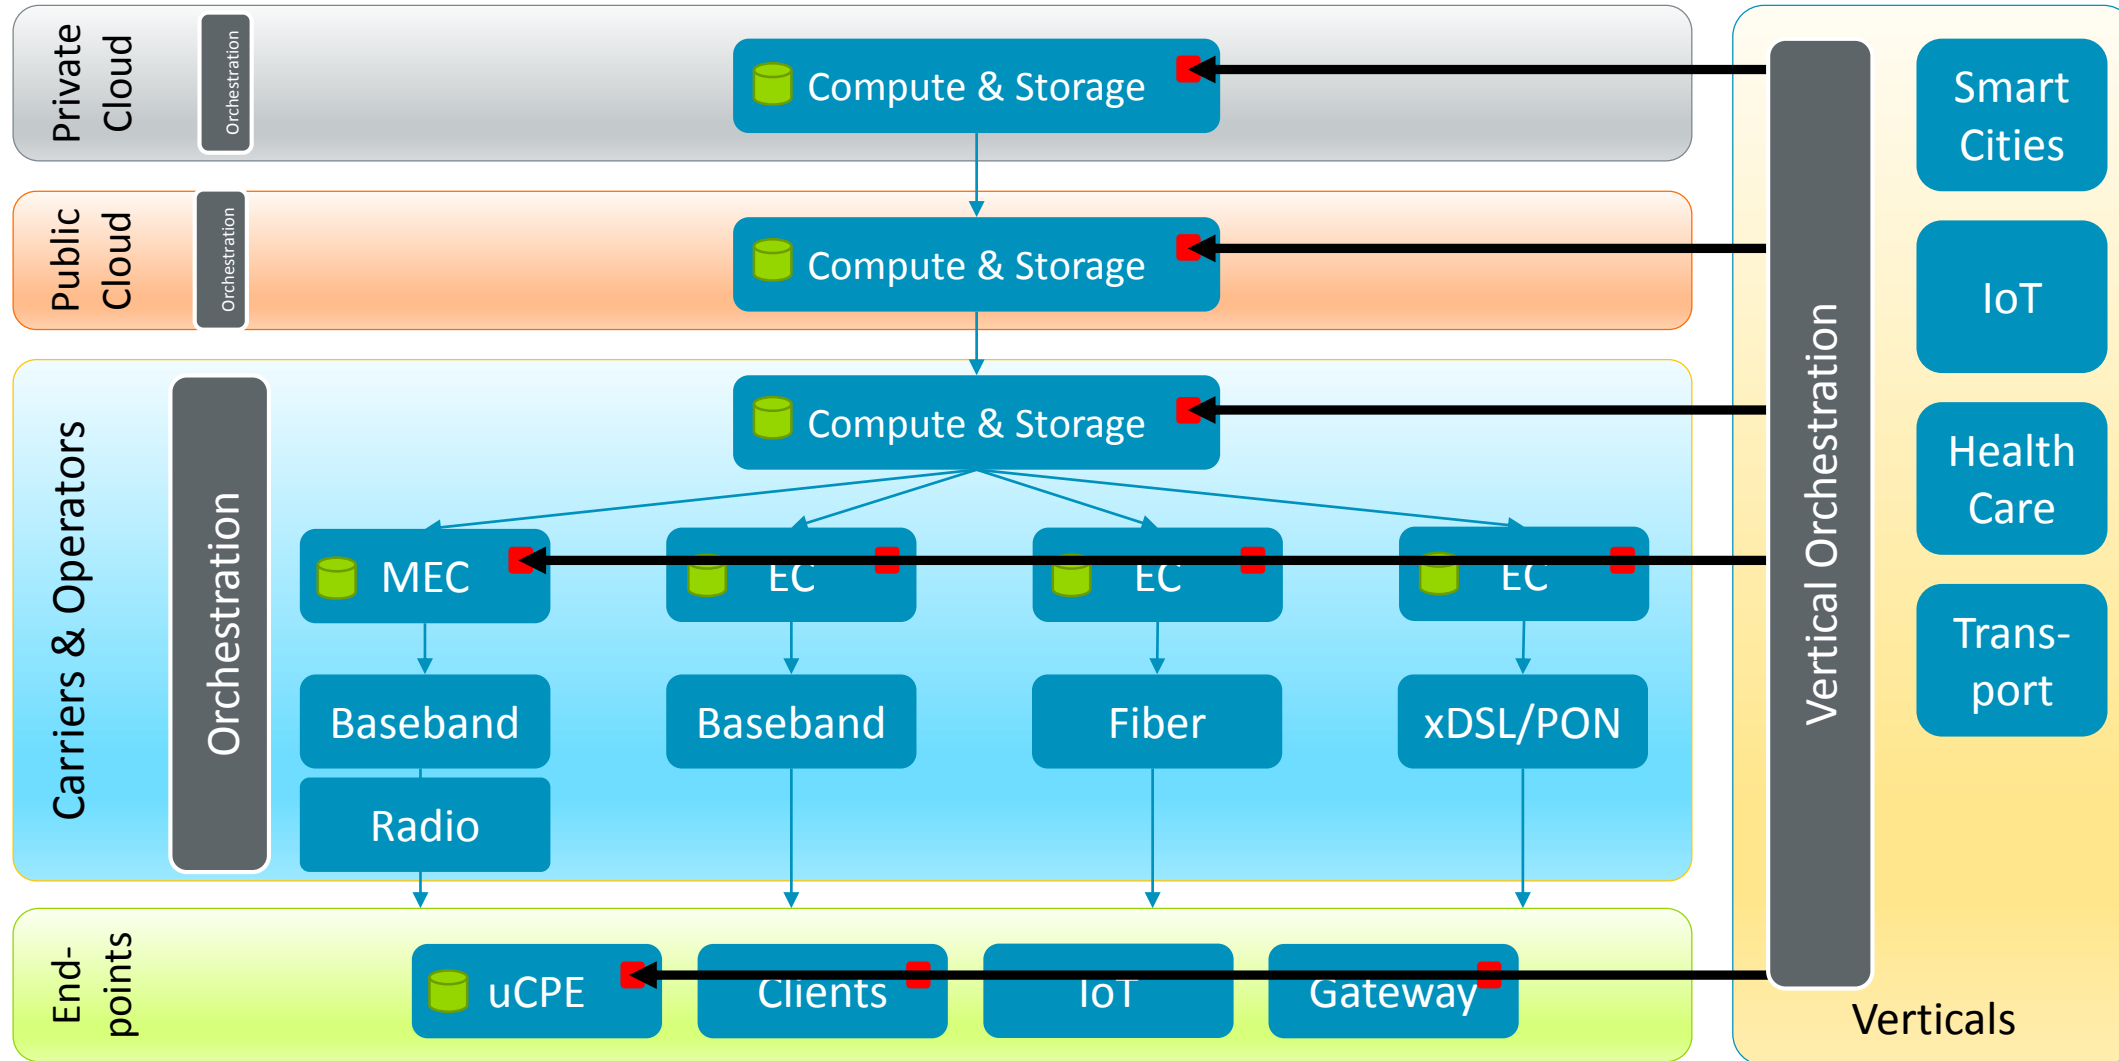 Private
Cloud
Orchestration
Compute & Storage
Public
Cloud
Orchestration
Compute & Storage
Carriers & Operators
Orchestration
Compute & Storage
MEC
EC
EC
EC
Baseband
Baseband
Fiber
xDSL/PON
Radio
End-
points
uCPE
Clients
IoT
Gateway
Vertical Orchestration
Smart
Cities
IoT
Health
Care
Trans-
port
Verticals